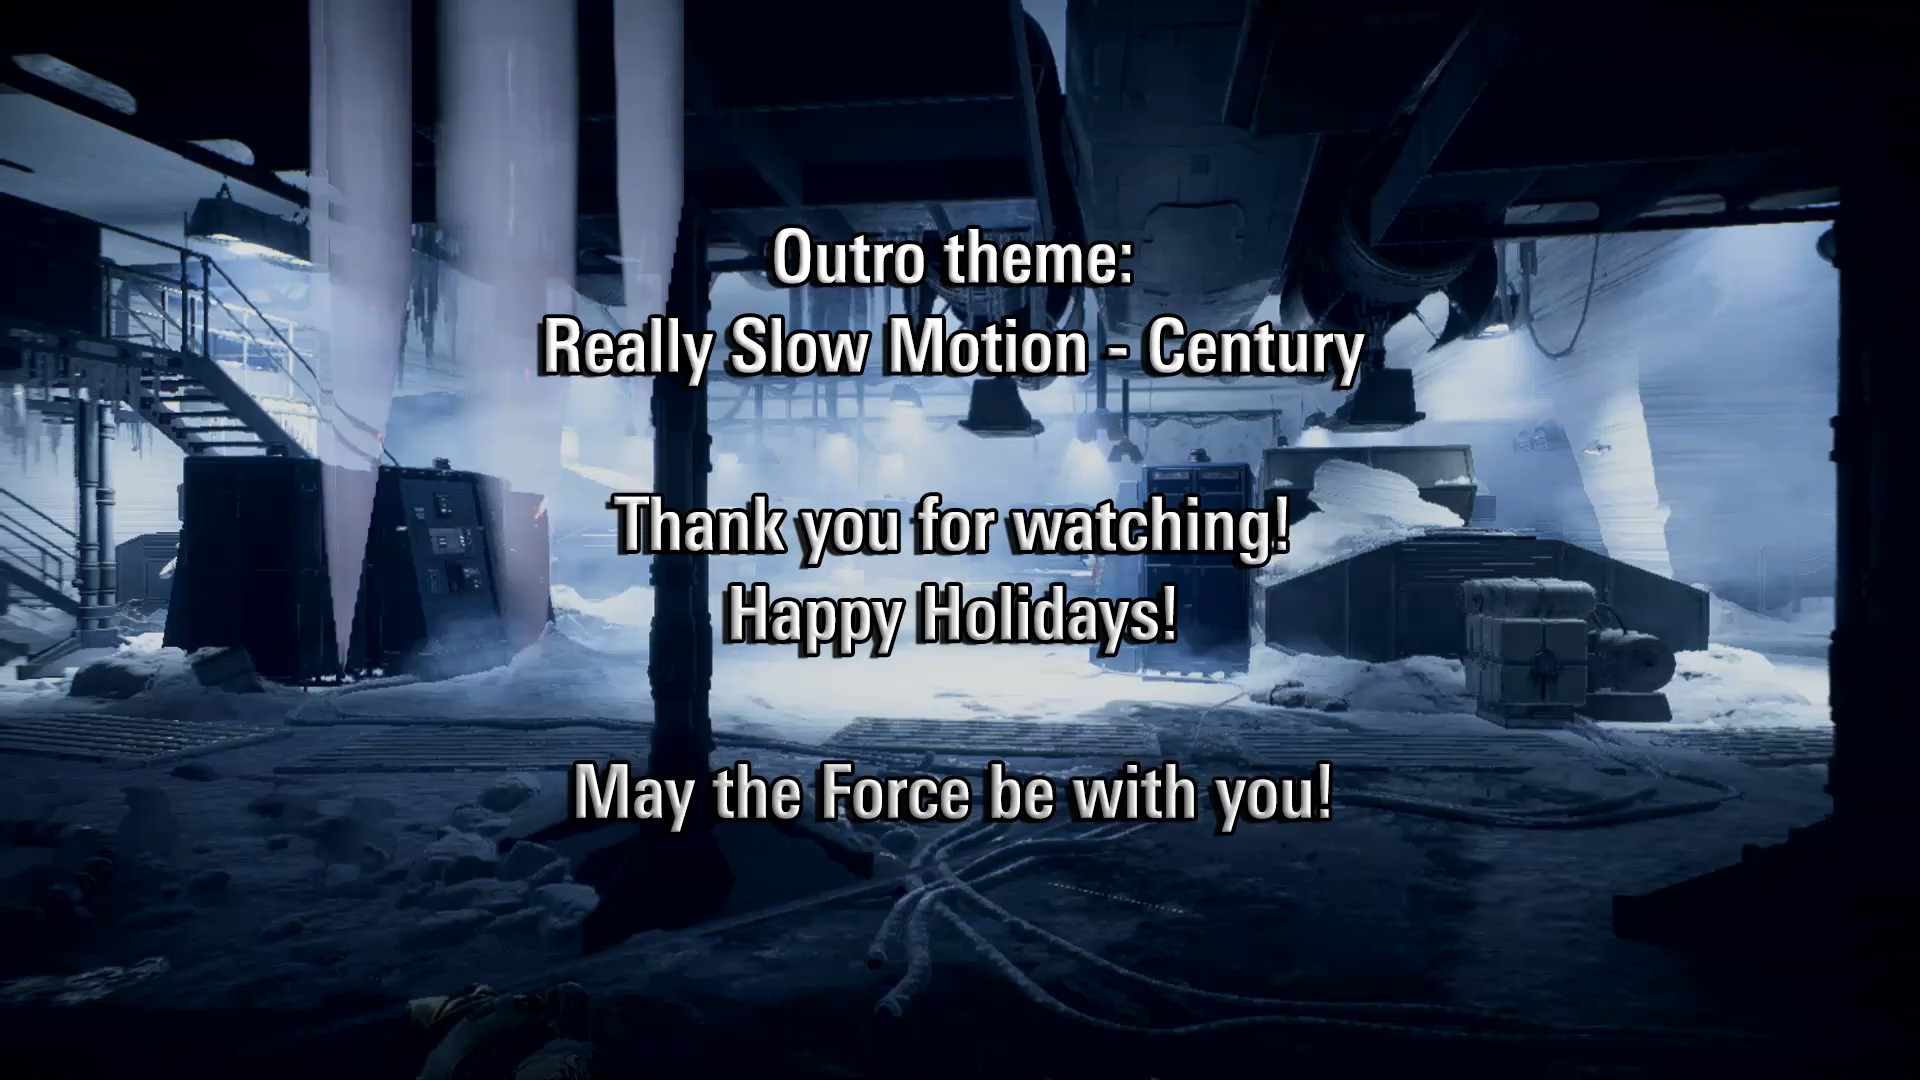 Outro theme:
Really Slow Motion - Century
Thank you for watching!
Happy Holidays!
May the Force be with you!